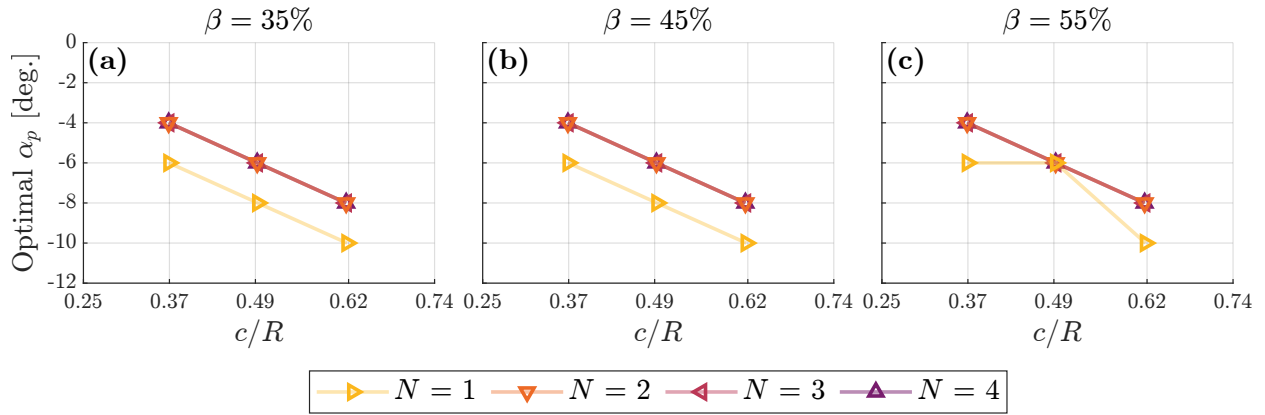 β = 35%
β = 45%
β = 55%
(a)
(b)
(c)
Optimal α_p [deg.]
0
-2
-4
-6
-8
-10
-12
0.25 0.37 0.49 0.62 0.74
0.25 0.37 0.49 0.62 0.74
0.25 0.37 0.49 0.62 0.74
c/R
c/R
c/R
N = 1 N = 2 N = 3 N = 4